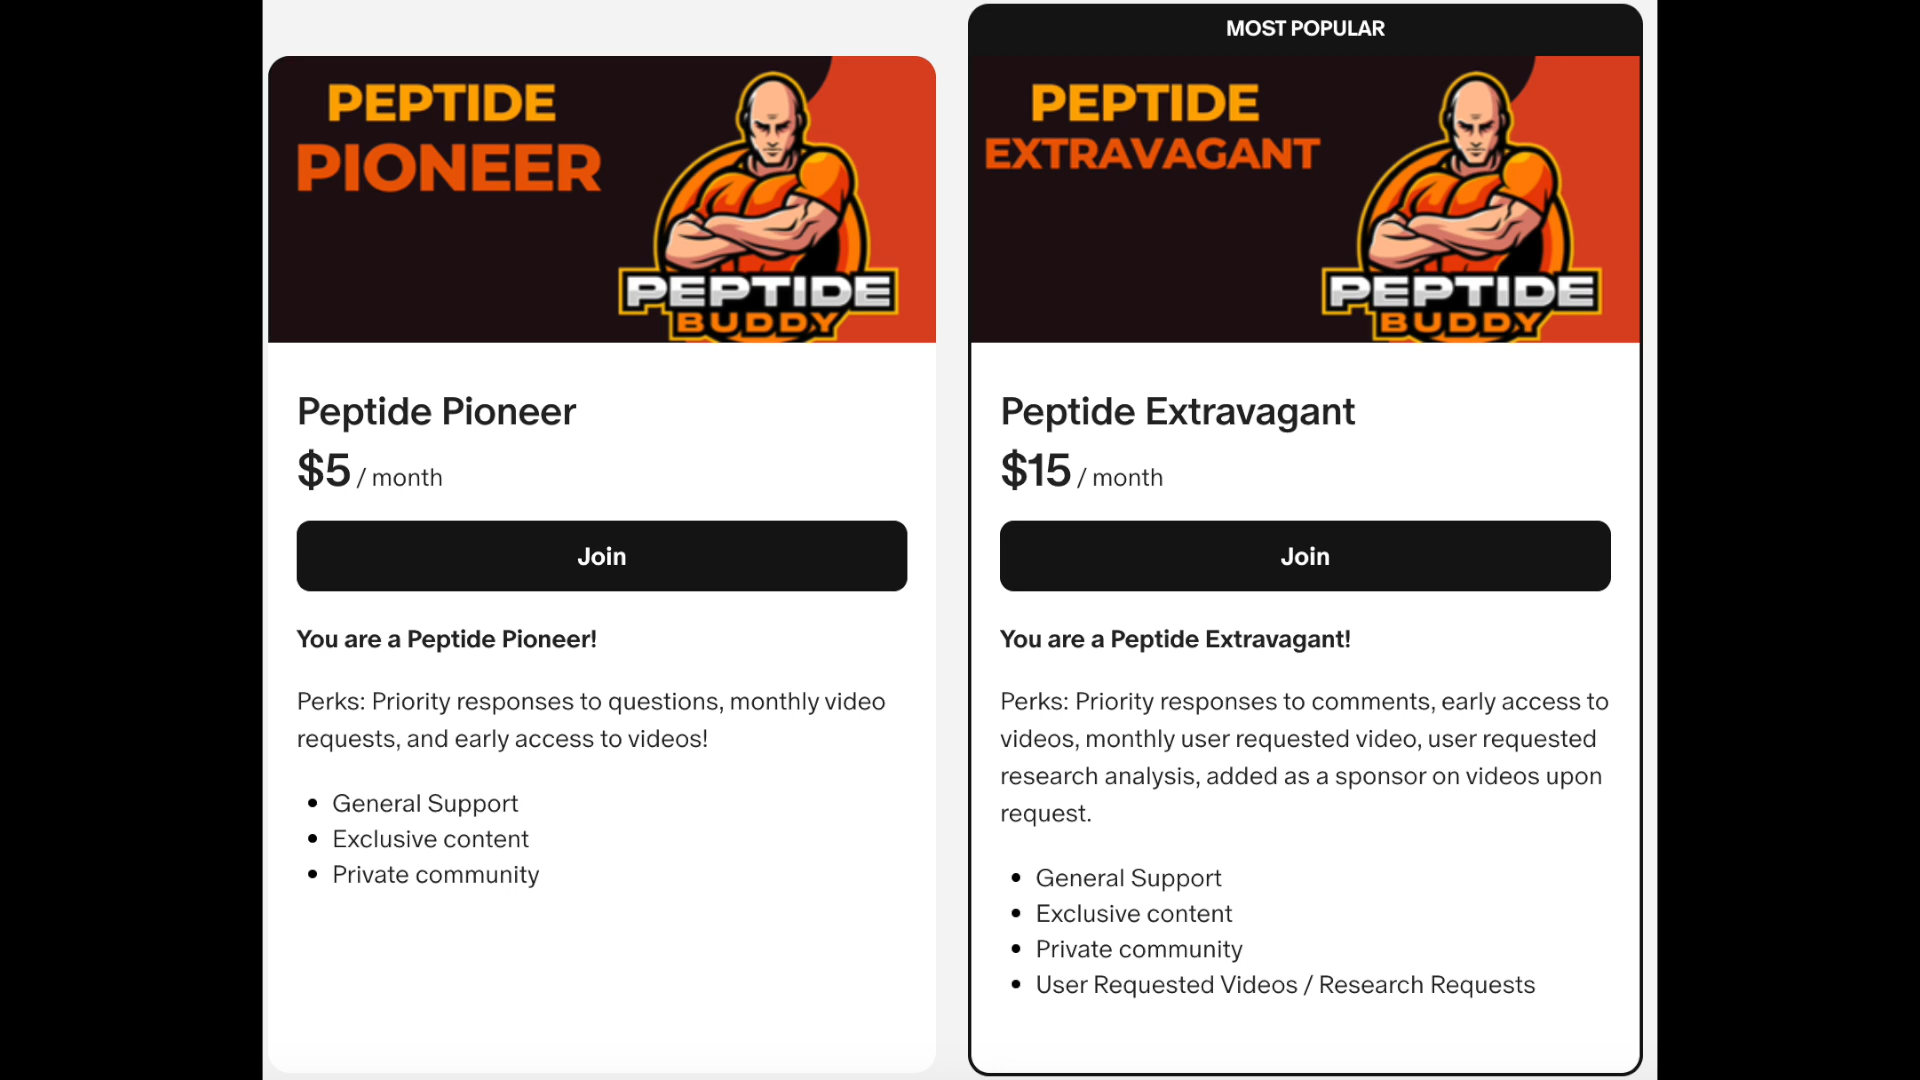 PEPTIDE
PIONEER
PEPTIDE
BUDDY
Peptide Pioneer
$5 / month
Join
You are a Peptide Pioneer!
Perks: Priority responses to questions, monthly video
requests, and early access to videos!
• General Support
• Exclusive content
• Private community
MOST POPULAR
PEPTIDE
EXTRAVAGANT
PEPTIDE
BUDDY
Peptide Extravagant
$15 / month
Join
You are a Peptide Extravagant!
Perks: Priority responses to comments, early access to
videos, monthly user requested video, user requested
research analysis, added as a sponsor on videos upon
request.
• General Support
• Exclusive content
• Private community
• User Requested Videos / Research Requests